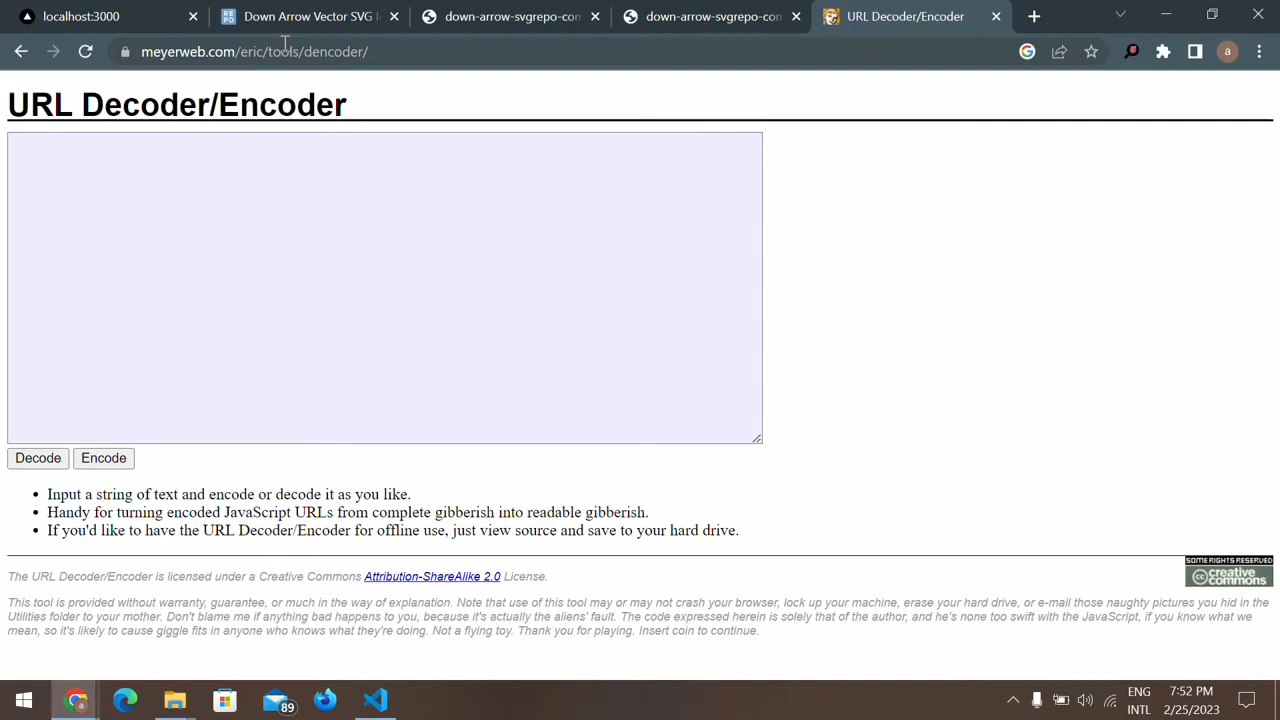 localhost:3000
Down Arrow Vector SVG
down-arrow-svgrepo-com
down-arrow-svgrepo-com
URL Decoder/Encoder
meyerweb.com/eric/tools/dencoder/
a
URL Decoder/Encoder
Decode
Encode
Input a string of text and encode or decode it as you like.
Handy for turning encoded JavaScript URLs from complete gibberish into readable gibberish.
If you'd like to have the URL Decoder/Encoder for offline use, just view source and save to your hard drive.
The URL Decoder/Encoder is licensed under a Creative Commons Attribution-ShareAlike 2.0 License.
SOME RIGHTS RESERVED
creative commons
This tool is provided without warranty, guarantee, or much in the way of explanation. Note that use of this tool may or may not crash your browser, lock up your machine, erase your hard drive, or e-mail those naughty pictures you hid in the
Utilities folder to your mother. Don't blame me if anything bad happens to you, because it's actually the aliens' fault. The code expressed herein is solely that of the author, and he's none too swift with the JavaScript, if you know what we
mean, so it's likely to cause giggle fits in anyone who knows what they're doing. Not a flying toy. Thank you for playing. Insert coin to continue.
89
ENG
INTL
7:52 PM
2/25/2023